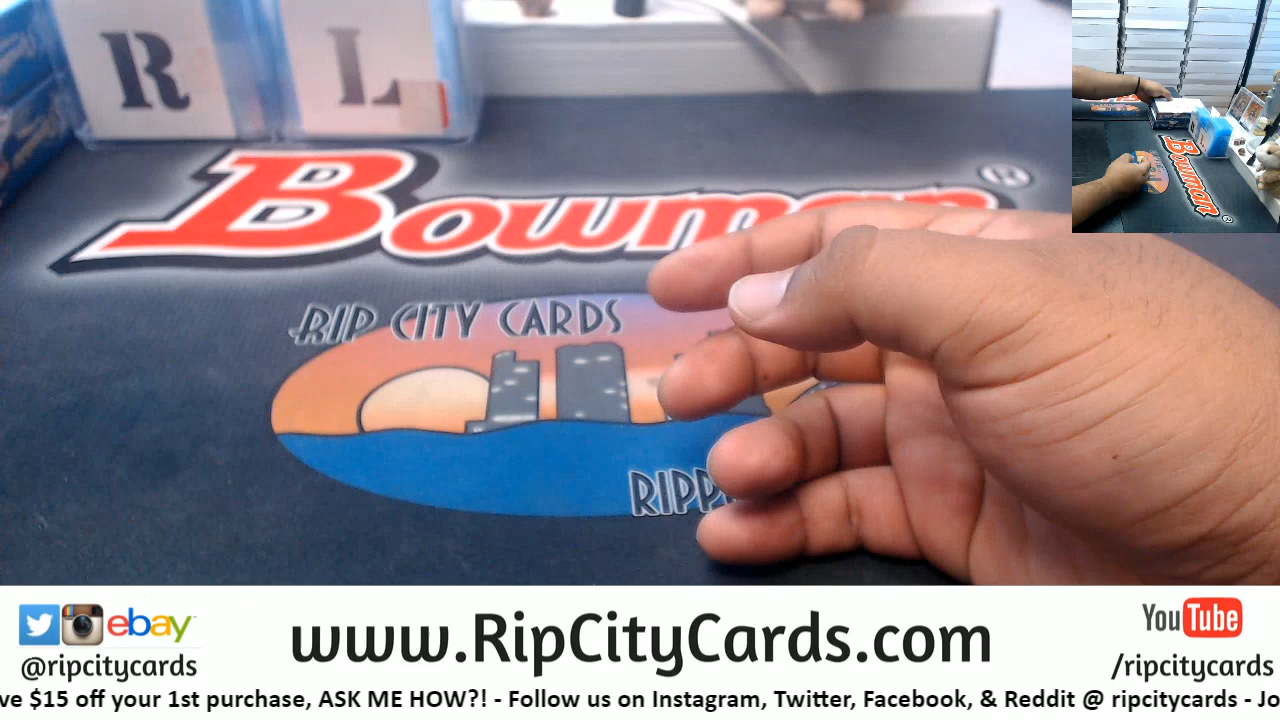 R L
Bowman®
RIP CITY CARDS
RIPP
Bowman®
ebay
@ripcitycards
www.RipCityCards.com
YouTube
/ripcitycards
ve $15 off your 1st purchase, ASK ME HOW?! - Follow us on Instagram, Twitter, Facebook, & Reddit @ ripcitycards - Jo